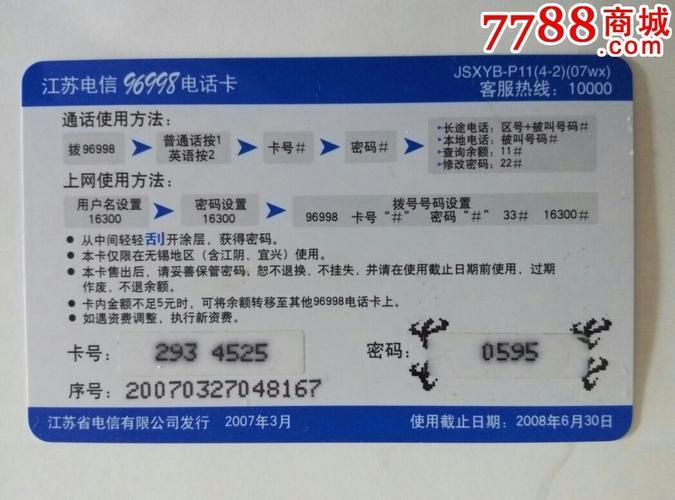 7788商城
.com
江苏电信 96998 电话卡
JSXYB-P11(4-2)(07wx)
客服热线：10000
通话使用方法：
拨96998
普通话按1
英语按2
卡号#
密码#
▸长途电话：区号+被叫号码#
▸本地电话：被叫号码#
▸查询余额：11#
▸修改密码：22#
上网使用方法：
用户名设置
16300
密码设置
16300
拨号号码设置
96998 卡号“#” 密码“#” 33# 16300#
● 从中间轻轻刮开涂层，获得密码。
● 本卡仅限在无锡地区（含江阴、宜兴）使用。
● 本卡售出后，请妥善保管密码，恕不退换、不挂失，并请在使用截止日期前使用，过期
作废、不退余额。
● 卡内金额不足5元时，可将余额转移至其他96998电话卡上。
● 如遇资费调整，执行新资费。
卡号：
293 4525
密码：
0595
序号：20070327048167
江苏省电信有限公司发行 2007年3月
使用截止日期：2008年6月30日